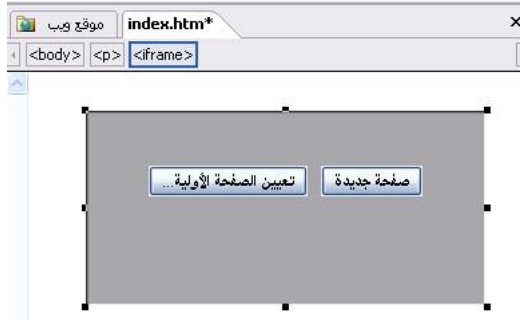 موقع ويب index.htm*
<body> <p> <iframe>
صفحة جديدة تعيين الصفحة الأولية...